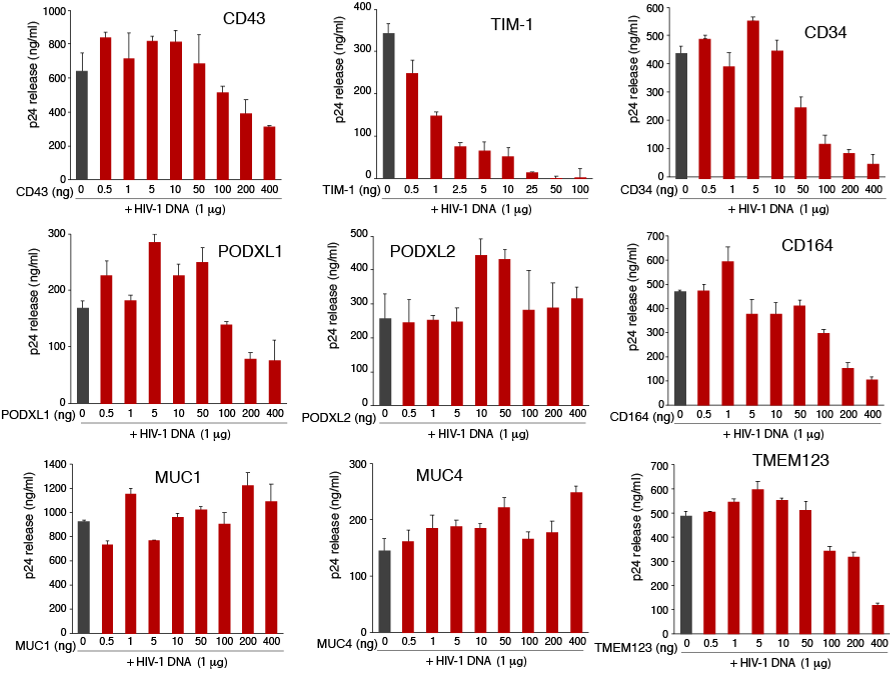 CD43
p24 release (ng/ml)
1000
800
600
400
200
0
CD43 (ng) 0 0.5 1 5 10 50 100 200 400
+ HIV-1 DNA (1 µg)
TIM-1
p24 release (ng/ml)
400
300
200
100
0
TIM-1 (ng) 0 0.5 1 2.5 5 10 25 50 100
+ HIV-1 DNA (1 µg)
CD34
p24 release (ng/ml)
600
500
400
300
200
100
0
CD34 (ng) 0 0.5 1 5 10 50 100 200 400
+ HIV-1 DNA (1 µg)
PODXL1
p24 release (ng/ml)
300
200
100
0
PODXL1 (ng) 0 0.5 1 5 10 50 100 200 400
+ HIV-1 DNA (1 µg)
PODXL2
p24 release (ng/ml)
500
400
300
200
100
0
PODXL2 (ng) 0 0.5 1 5 10 50 100 200 400
+ HIV-1 DNA (1 µg)
CD164
p24 release (ng/ml)
700
600
500
400
300
200
100
0
CD164 (ng) 0 0.5 1 5 10 50 100 200 400
+ HIV-1 DNA (1 µg)
MUC1
p24 release (ng/ml)
1400
1200
1000
800
600
400
200
0
MUC1 (ng) 0 0.5 1 5 10 50 100 200 400
+ HIV-1 DNA (1 µg)
MUC4
p24 release (ng/ml)
300
200
100
0
MUC4 (ng) 0 0.5 1 5 10 50 100 200 400
+ HIV-1 DNA (1 µg)
TMEM123
p24 release (ng/ml)
700
600
500
400
300
200
100
0
TMEM123 (ng) 0 0.5 1 5 10 50 100 200 400
+ HIV-1 DNA (1 µg)